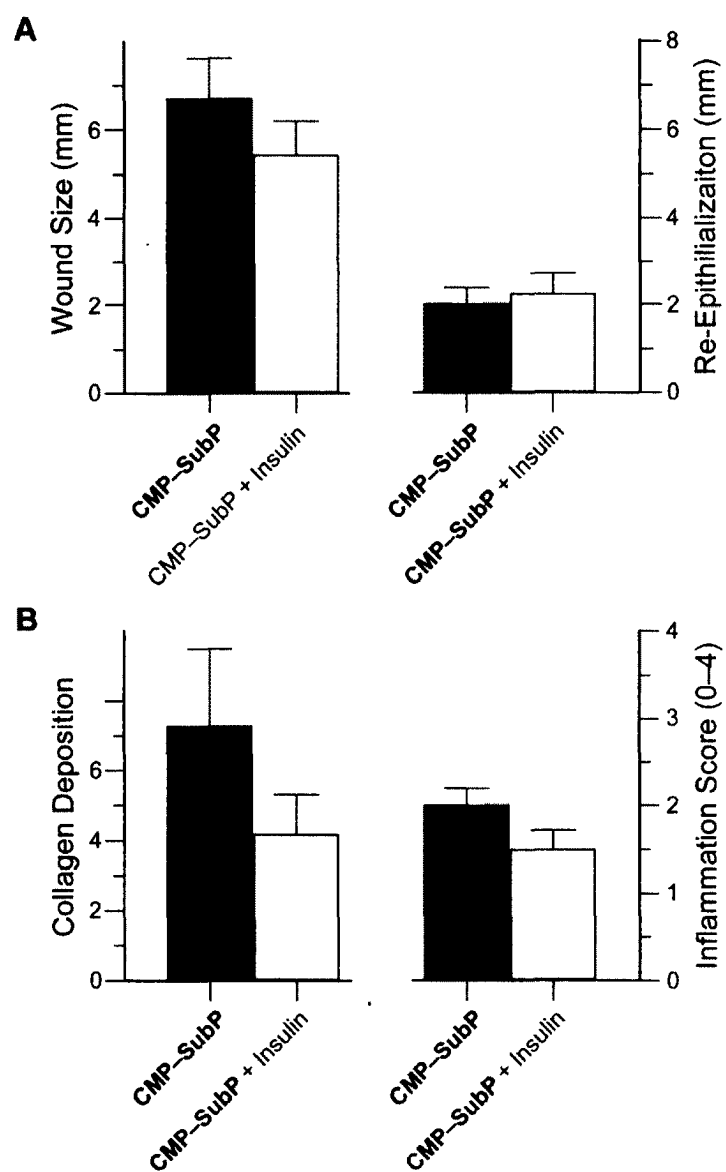 A
Wound Size (mm)
6
4
2
0
CMP–SubP
CMP–SubP + Insulin
8
6
4
2
0
Re-Epithilializaiton (mm)
CMP–SubP
CMP–SubP + Insulin
B
Collagen Deposition
6
4
2
0
CMP–SubP
CMP–SubP + Insulin
4
3
2
1
0
Inflammation Score (0–4)
CMP–SubP
CMP–SubP + Insulin